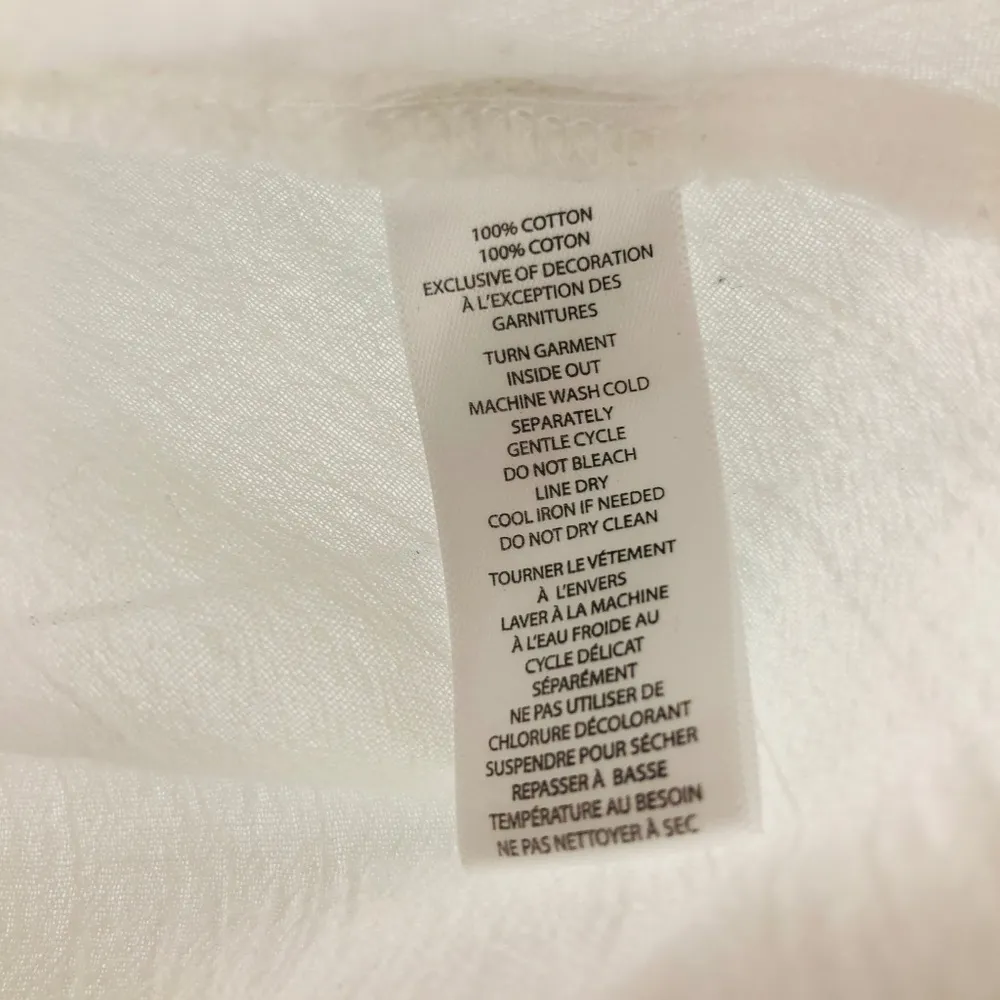 100% COTTON
100% COTON
EXCLUSIVE OF DECORATION
À L'EXCEPTION DES
GARNITURES
TURN GARMENT
INSIDE OUT
MACHINE WASH COLD
SEPARATELY
GENTLE CYCLE
DO NOT BLEACH
LINE DRY
COOL IRON IF NEEDED
DO NOT DRY CLEAN
TOURNER LE VÉTEMENT
À L'ENVERS
LAVER À LA MACHINE
À L'EAU FROIDE AU
CYCLE DÉLICAT
SÉPARÉMENT
NE PAS UTILISER DE
CHLORURE DÉCOLORANT
SUSPENDRE POUR SÉCHER
REPASSER À BASSE
TEMPÉRATURE AU BESOIN
NE PAS NETTOYER À SEC